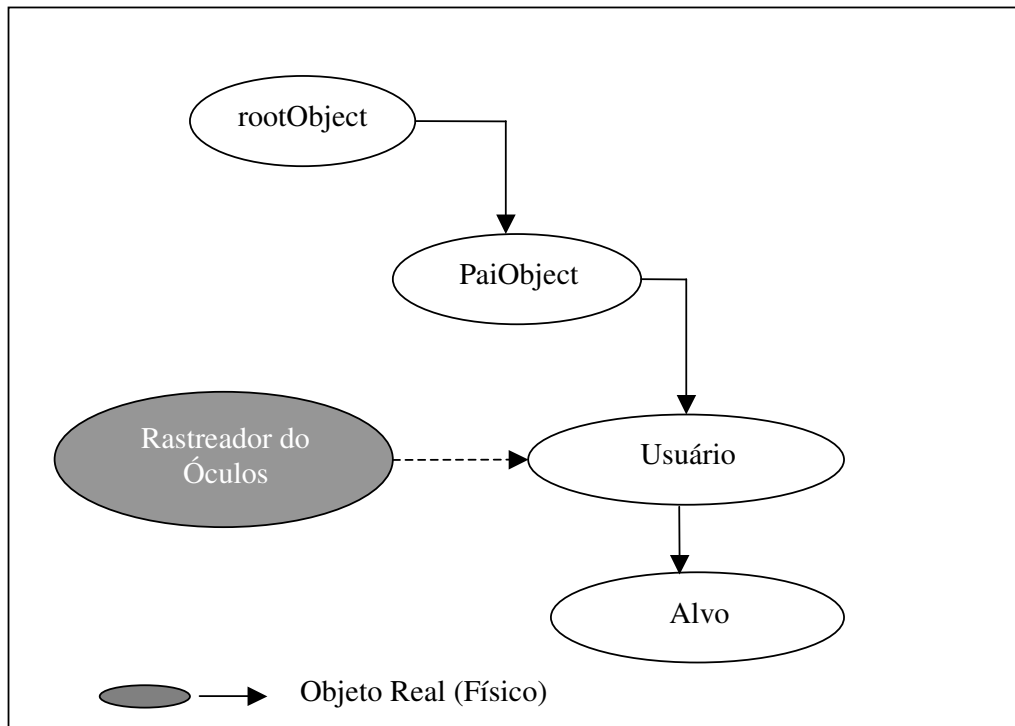 rootObject
PaiObject
Rastreador do
Óculos
Usuário
Alvo
Objeto Real (Físico)